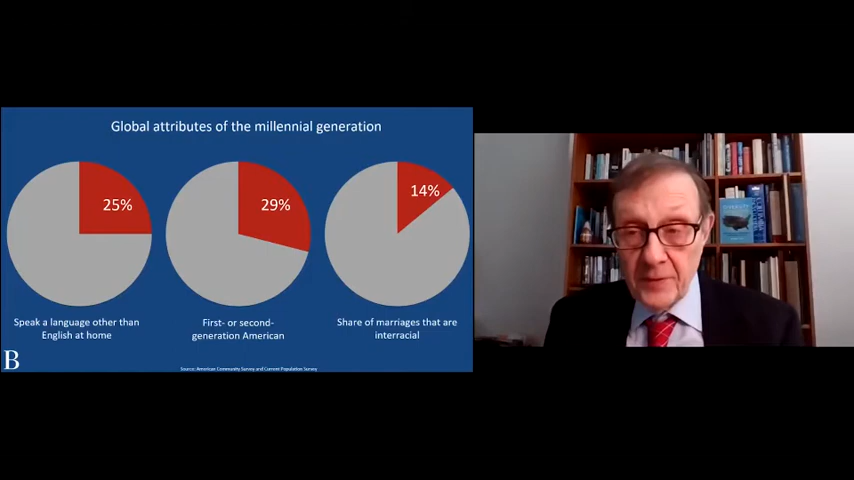 Global attributes of the millennial generation
25%
29%
14%
Speak a language other than
English at home
First- or second-
generation American
Share of marriages that are
interracial
B
Source: American Community Survey and Current Population Survey
DIVERSITY